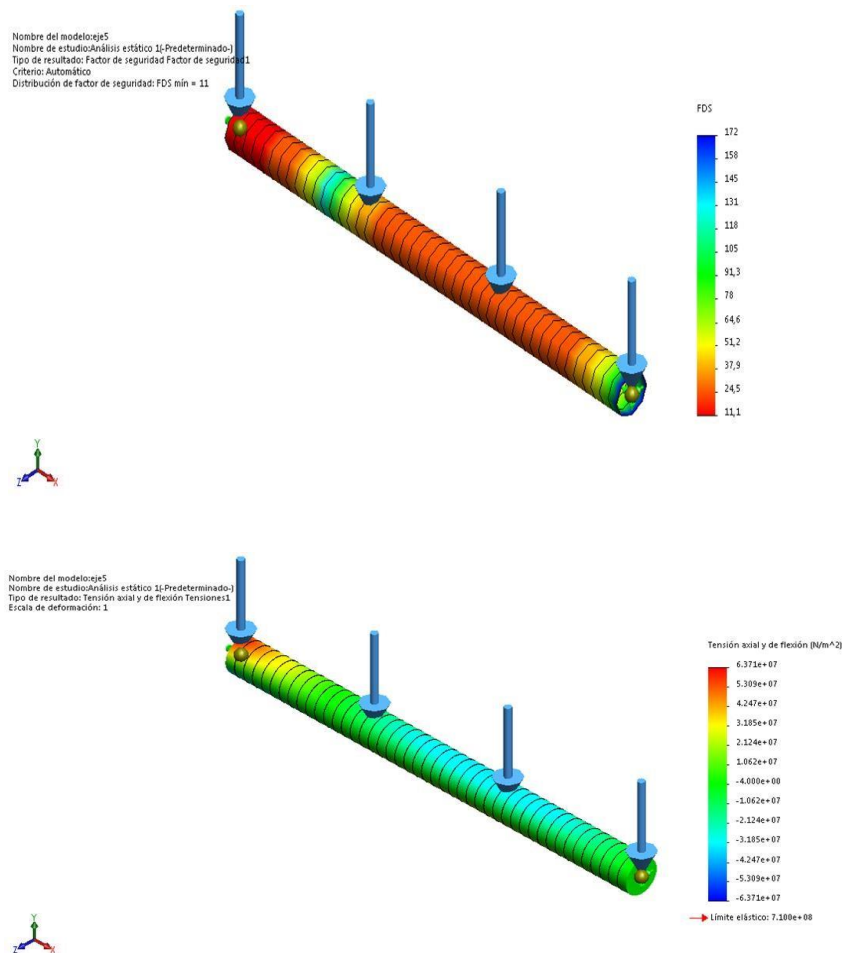 Nombre del modelo:eje5
Nombre de estudio:Análisis estático 1(-Predeterminado-)
Tipo de resultado: Factor de seguridad Factor de seguridad1
Criterio: Automático
Distribución de factor de seguridad: FDS mín = 11
FDS
172
158
145
131
118
105
91,3
78
64,6
51,2
37,9
24,5
11,1
Y
Z
X
Nombre del modelo:eje5
Nombre de estudio:Análisis estático 1(-Predeterminado-)
Tipo de resultado: Tensión axial y de flexión Tensiones1
Escala de deformación: 1
Tensión axial y de flexión (N/m^2)
6.371e+07
5.309e+07
4.247e+07
3.185e+07
2.124e+07
1.062e+07
-4.000e+00
-1.062e+07
-2.124e+07
-3.185e+07
-4.247e+07
-5.309e+07
-6.371e+07
Límite elástico: 7.100e+08
Y
Z
X